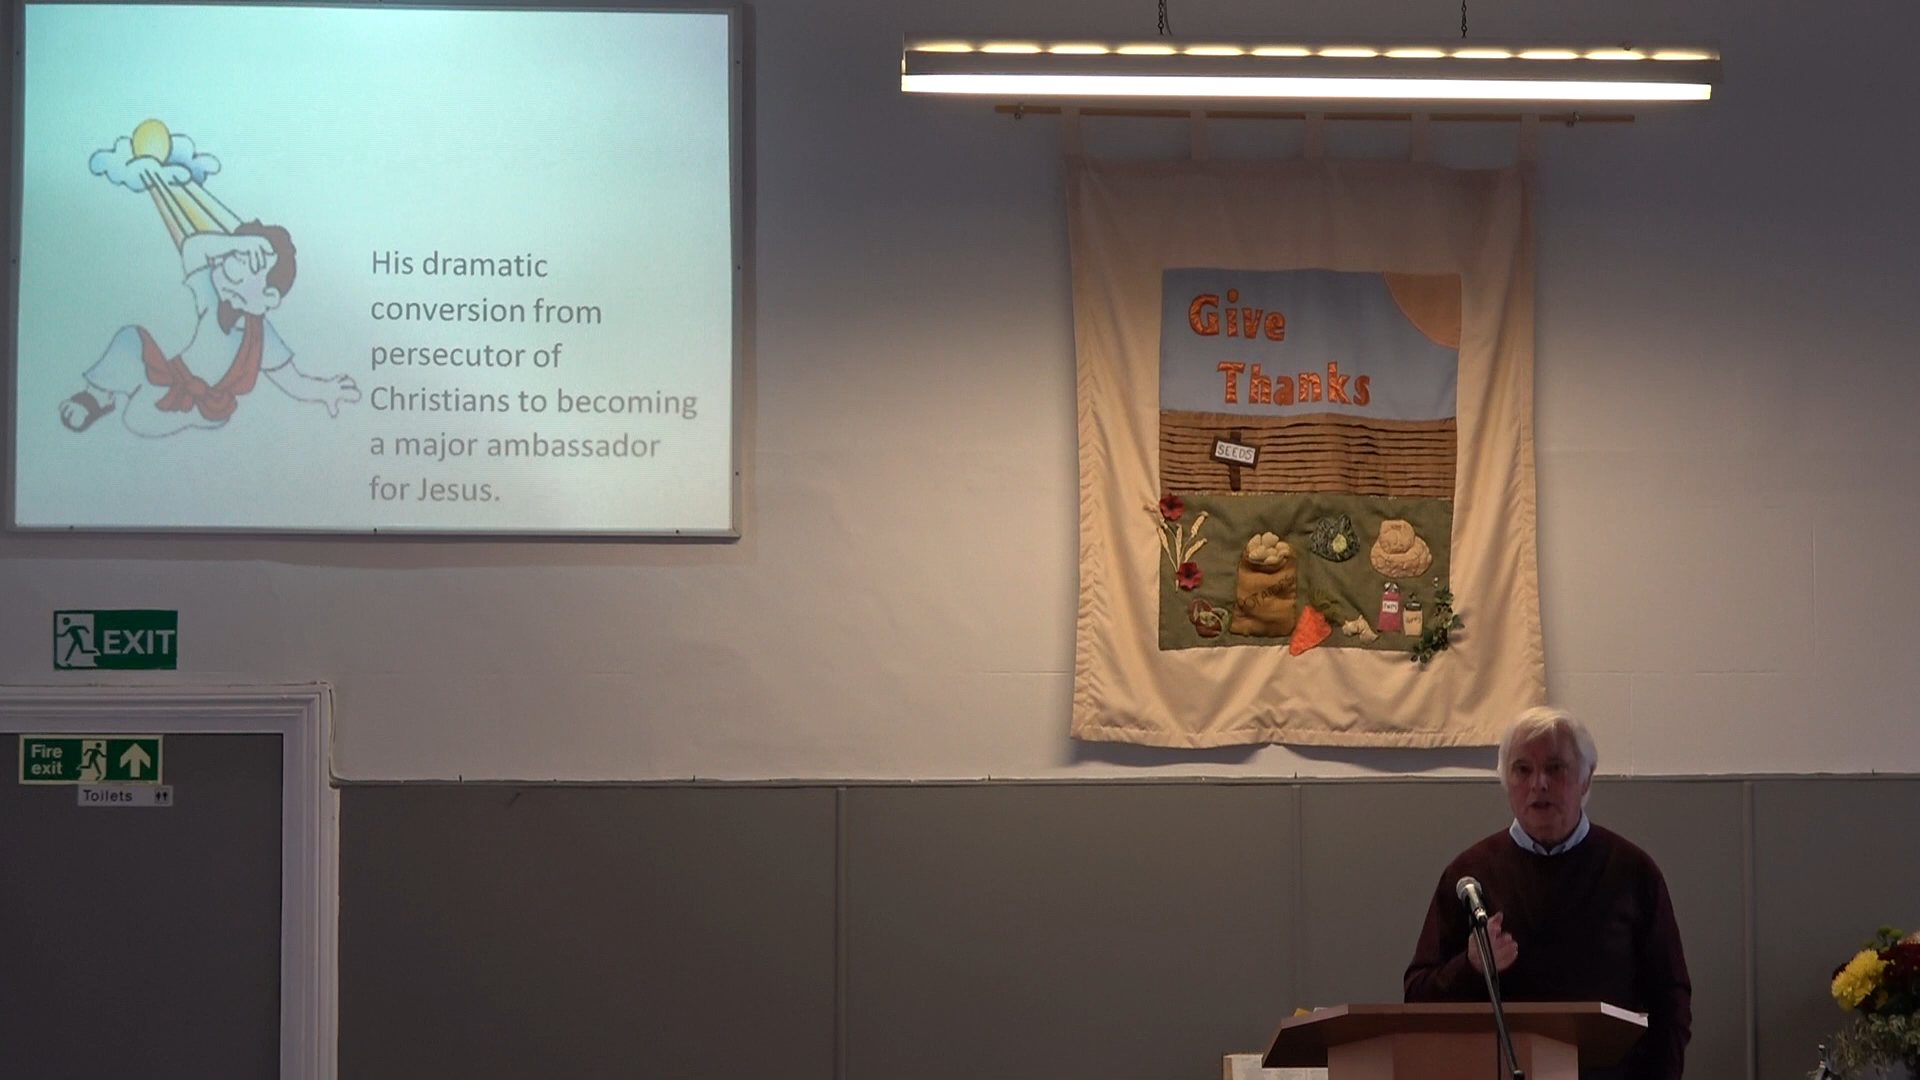 His dramatic
conversion from
persecutor of
Christians to becoming
a major ambassador
for Jesus.
Give
Thanks
SEEDS
EXIT
Fire
exit
Toilets